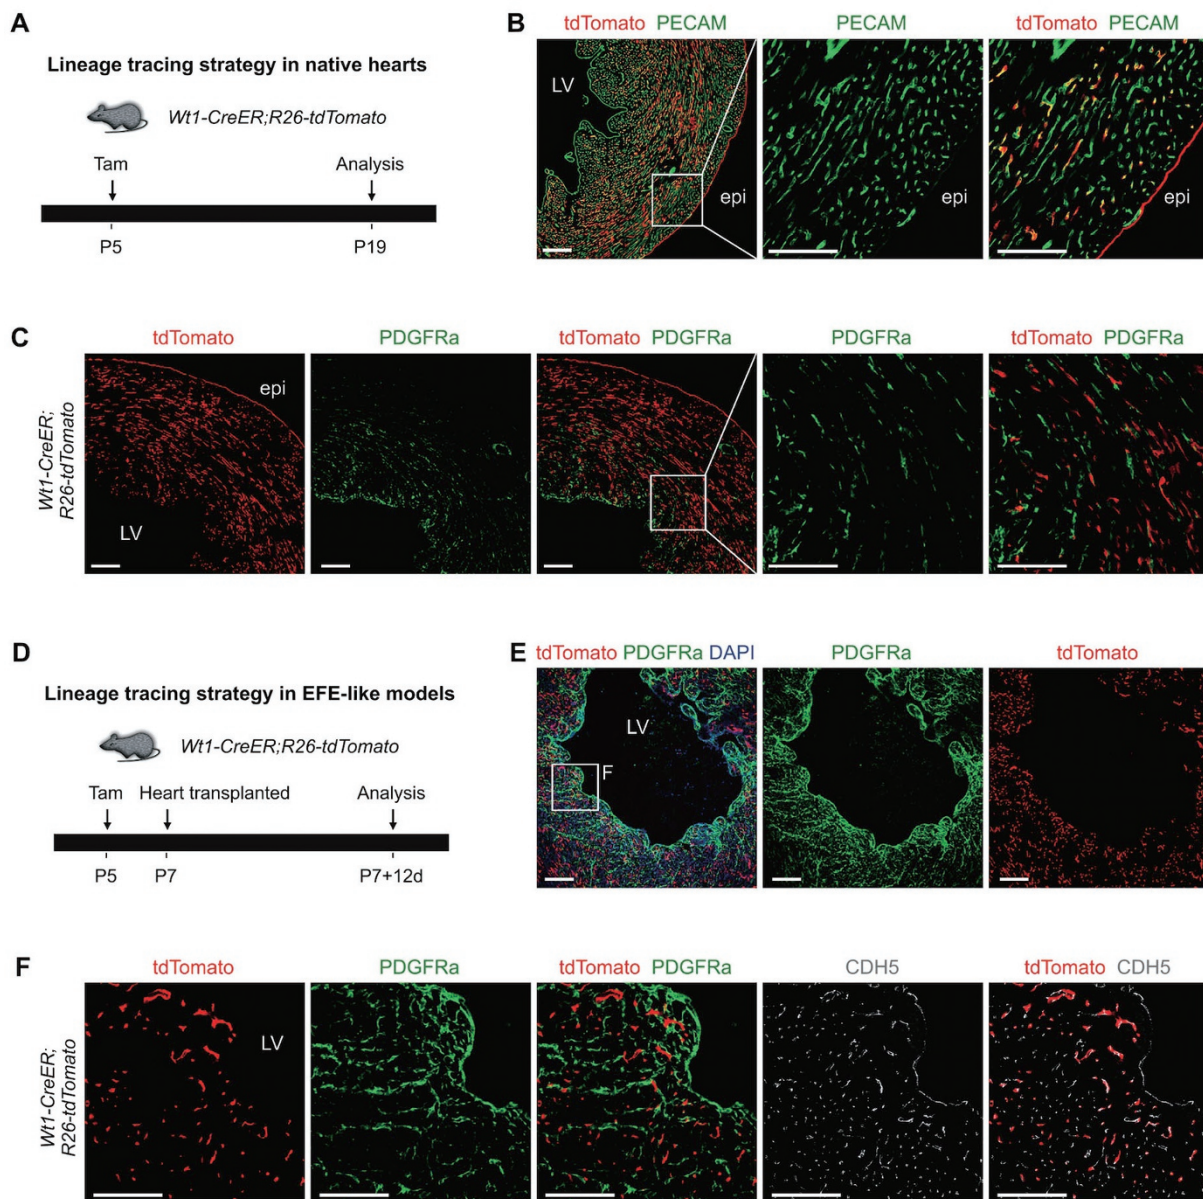 A
Lineage tracing strategy in native hearts
Wt1-CreER;R26-tdTomato
Tam Analysis
P5 P19
B
tdTomato PECAM
PECAM
tdTomato PECAM
LV
epi
epi
epi
C
tdTomato
PDGFRa
tdTomato PDGFRa
PDGFRa
tdTomato PDGFRa
Wt1-CreER;
R26-tdTomato
epi
LV
D
Lineage tracing strategy in EFE-like models
Wt1-CreER;R26-tdTomato
Tam Heart transplanted Analysis
P5 P7 P7+12d
E
tdTomato PDGFRa DAPI
PDGFRa
tdTomato
LV
F
F
tdTomato
PDGFRa
tdTomato PDGFRa
CDH5
tdTomato CDH5
Wt1-CreER;
R26-tdTomato
LV